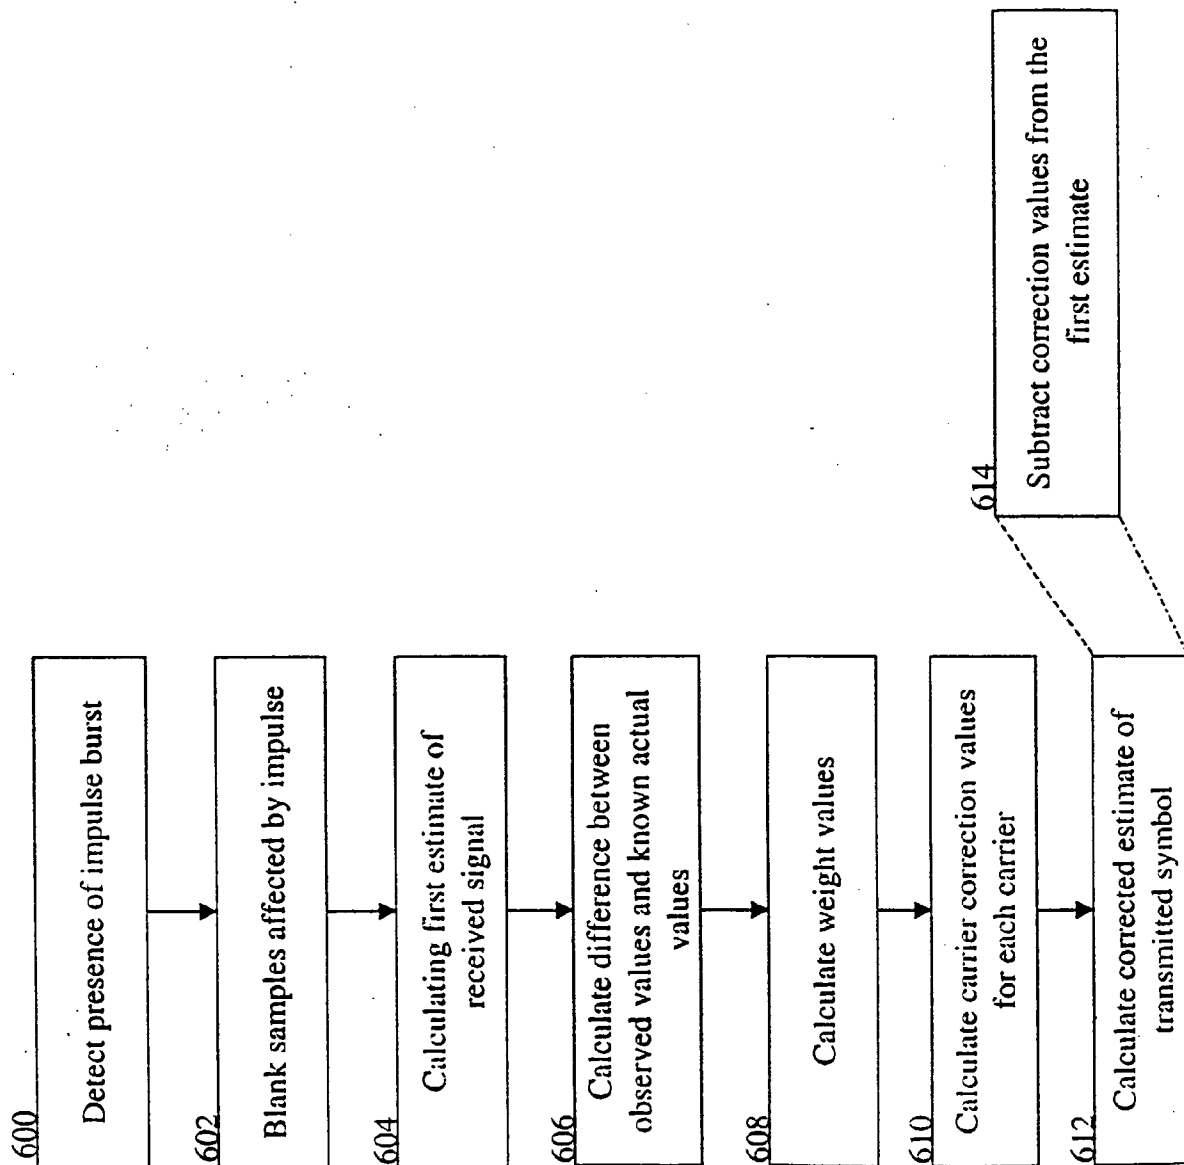 600
Detect presence of impulse burst
602
Blank samples affected by impulse
604
Calculating first estimate of
received signal
606
Calculate difference between
observed values and known actual
values
608
Calculate weight values
610
Calculate carrier correction values
for each carrier
612
Calculate corrected estimate of
transmitted symbol
614
Subtract correction values from the
first estimate